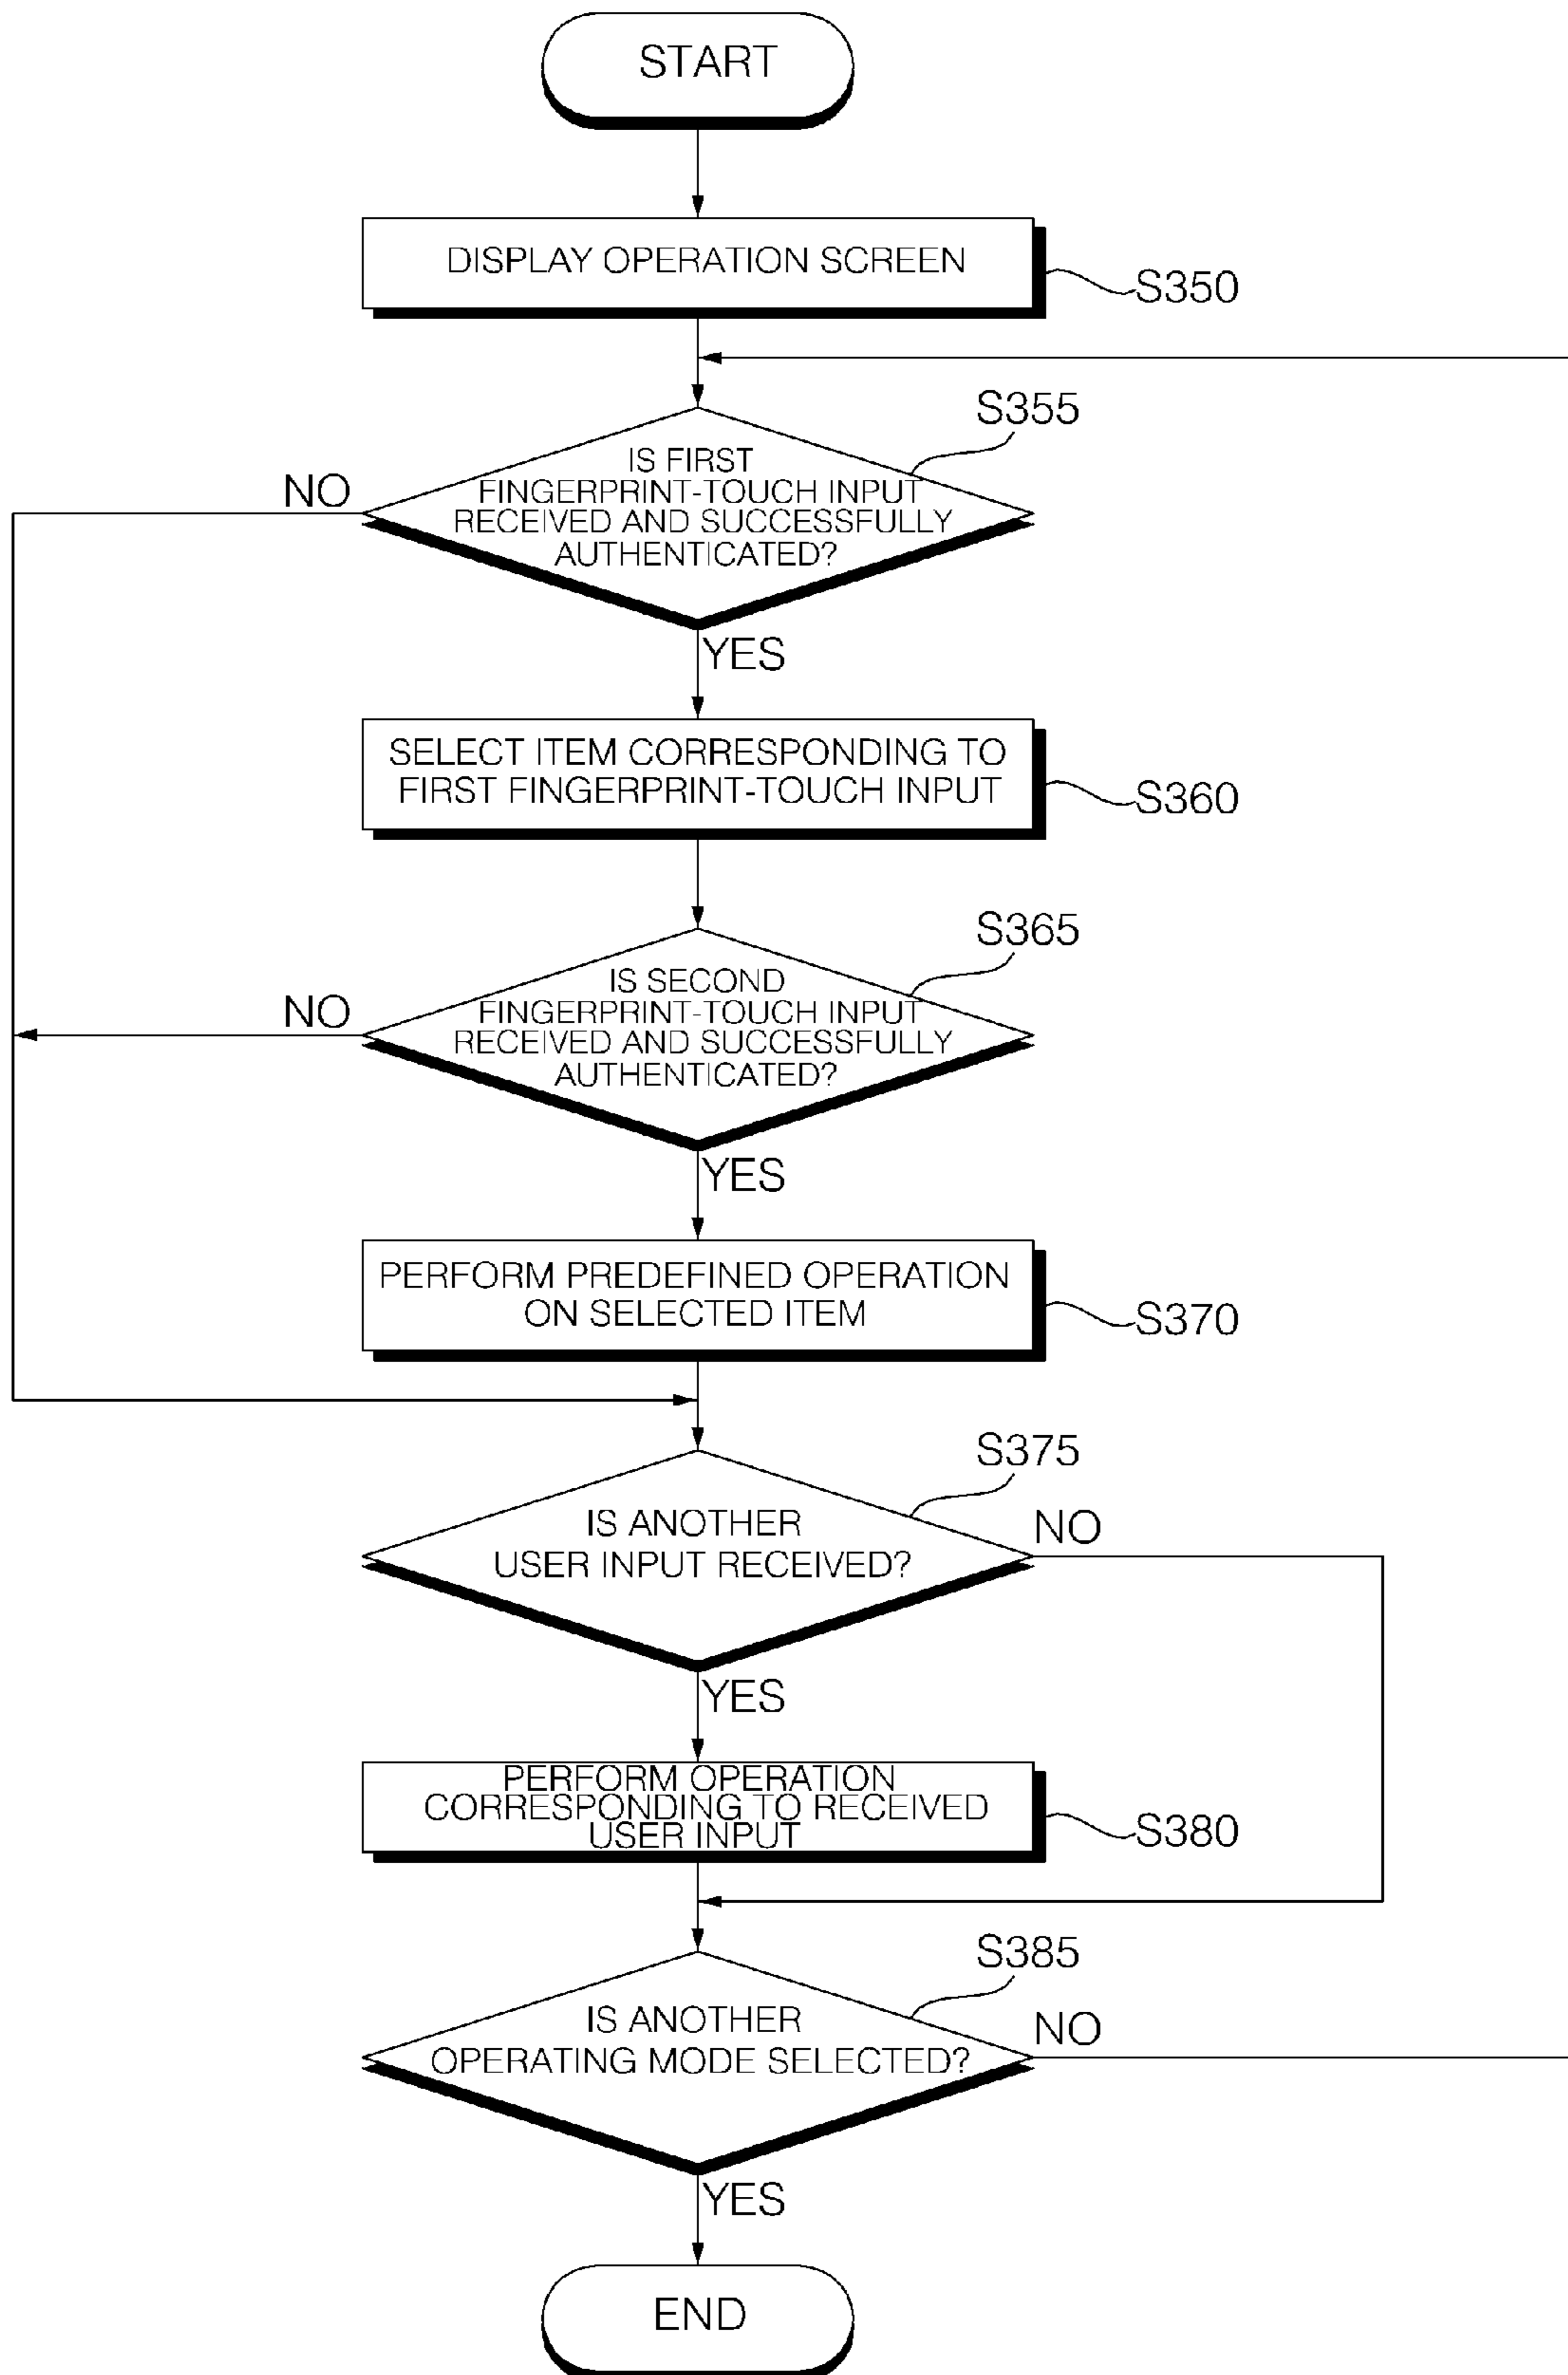 START
DISPLAY OPERATION SCREEN
S350
S355
IS FIRST
FINGERPRINT-TOUCH INPUT
RECEIVED AND SUCCESSFULLY
AUTHENTICATED?
NO
YES
SELECT ITEM CORRESPONDING TO
FIRST FINGERPRINT-TOUCH INPUT
S360
S365
IS SECOND
FINGERPRINT-TOUCH INPUT
RECEIVED AND SUCCESSFULLY
AUTHENTICATED?
NO
YES
PERFORM PREDEFINED OPERATION
ON SELECTED ITEM
S370
S375
IS ANOTHER
USER INPUT RECEIVED?
NO
YES
PERFORM OPERATION
CORRESPONDING TO RECEIVED
USER INPUT
S380
S385
IS ANOTHER
OPERATING MODE SELECTED?
NO
YES
END